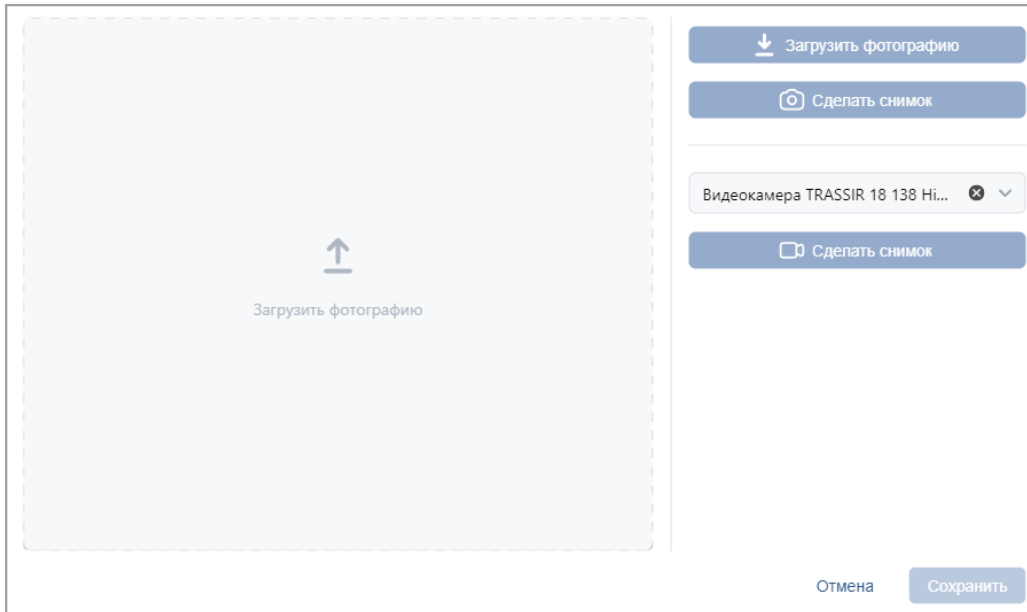 Загрузить фотографию
Загрузить фотографию
Сделать снимок
Видеокамера TRASSIR 18 138 Hi...
Сделать снимок
Отмена
Сохранить